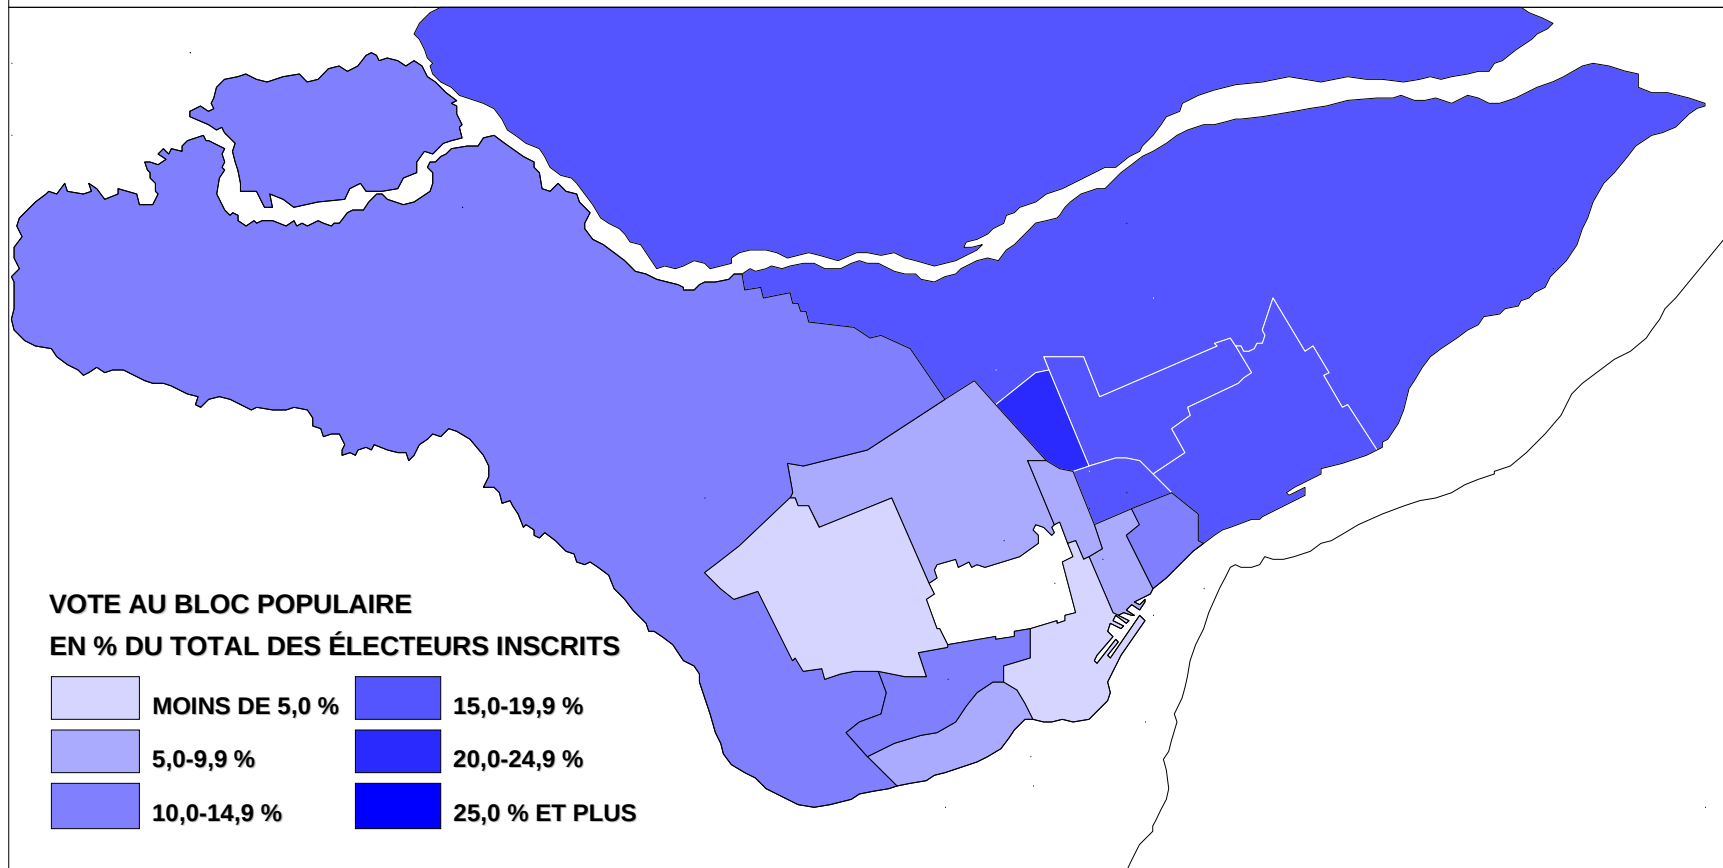 VOTE AU BLOC POPULAIRE
EN % DU TOTAL DES ÉLECTEURS INSCRITS
MOINS DE 5,0 %
5,0-9,9 %
10,0-14,9 %
15,0-19,9 %
20,0-24,9 %
25,0 % ET PLUS